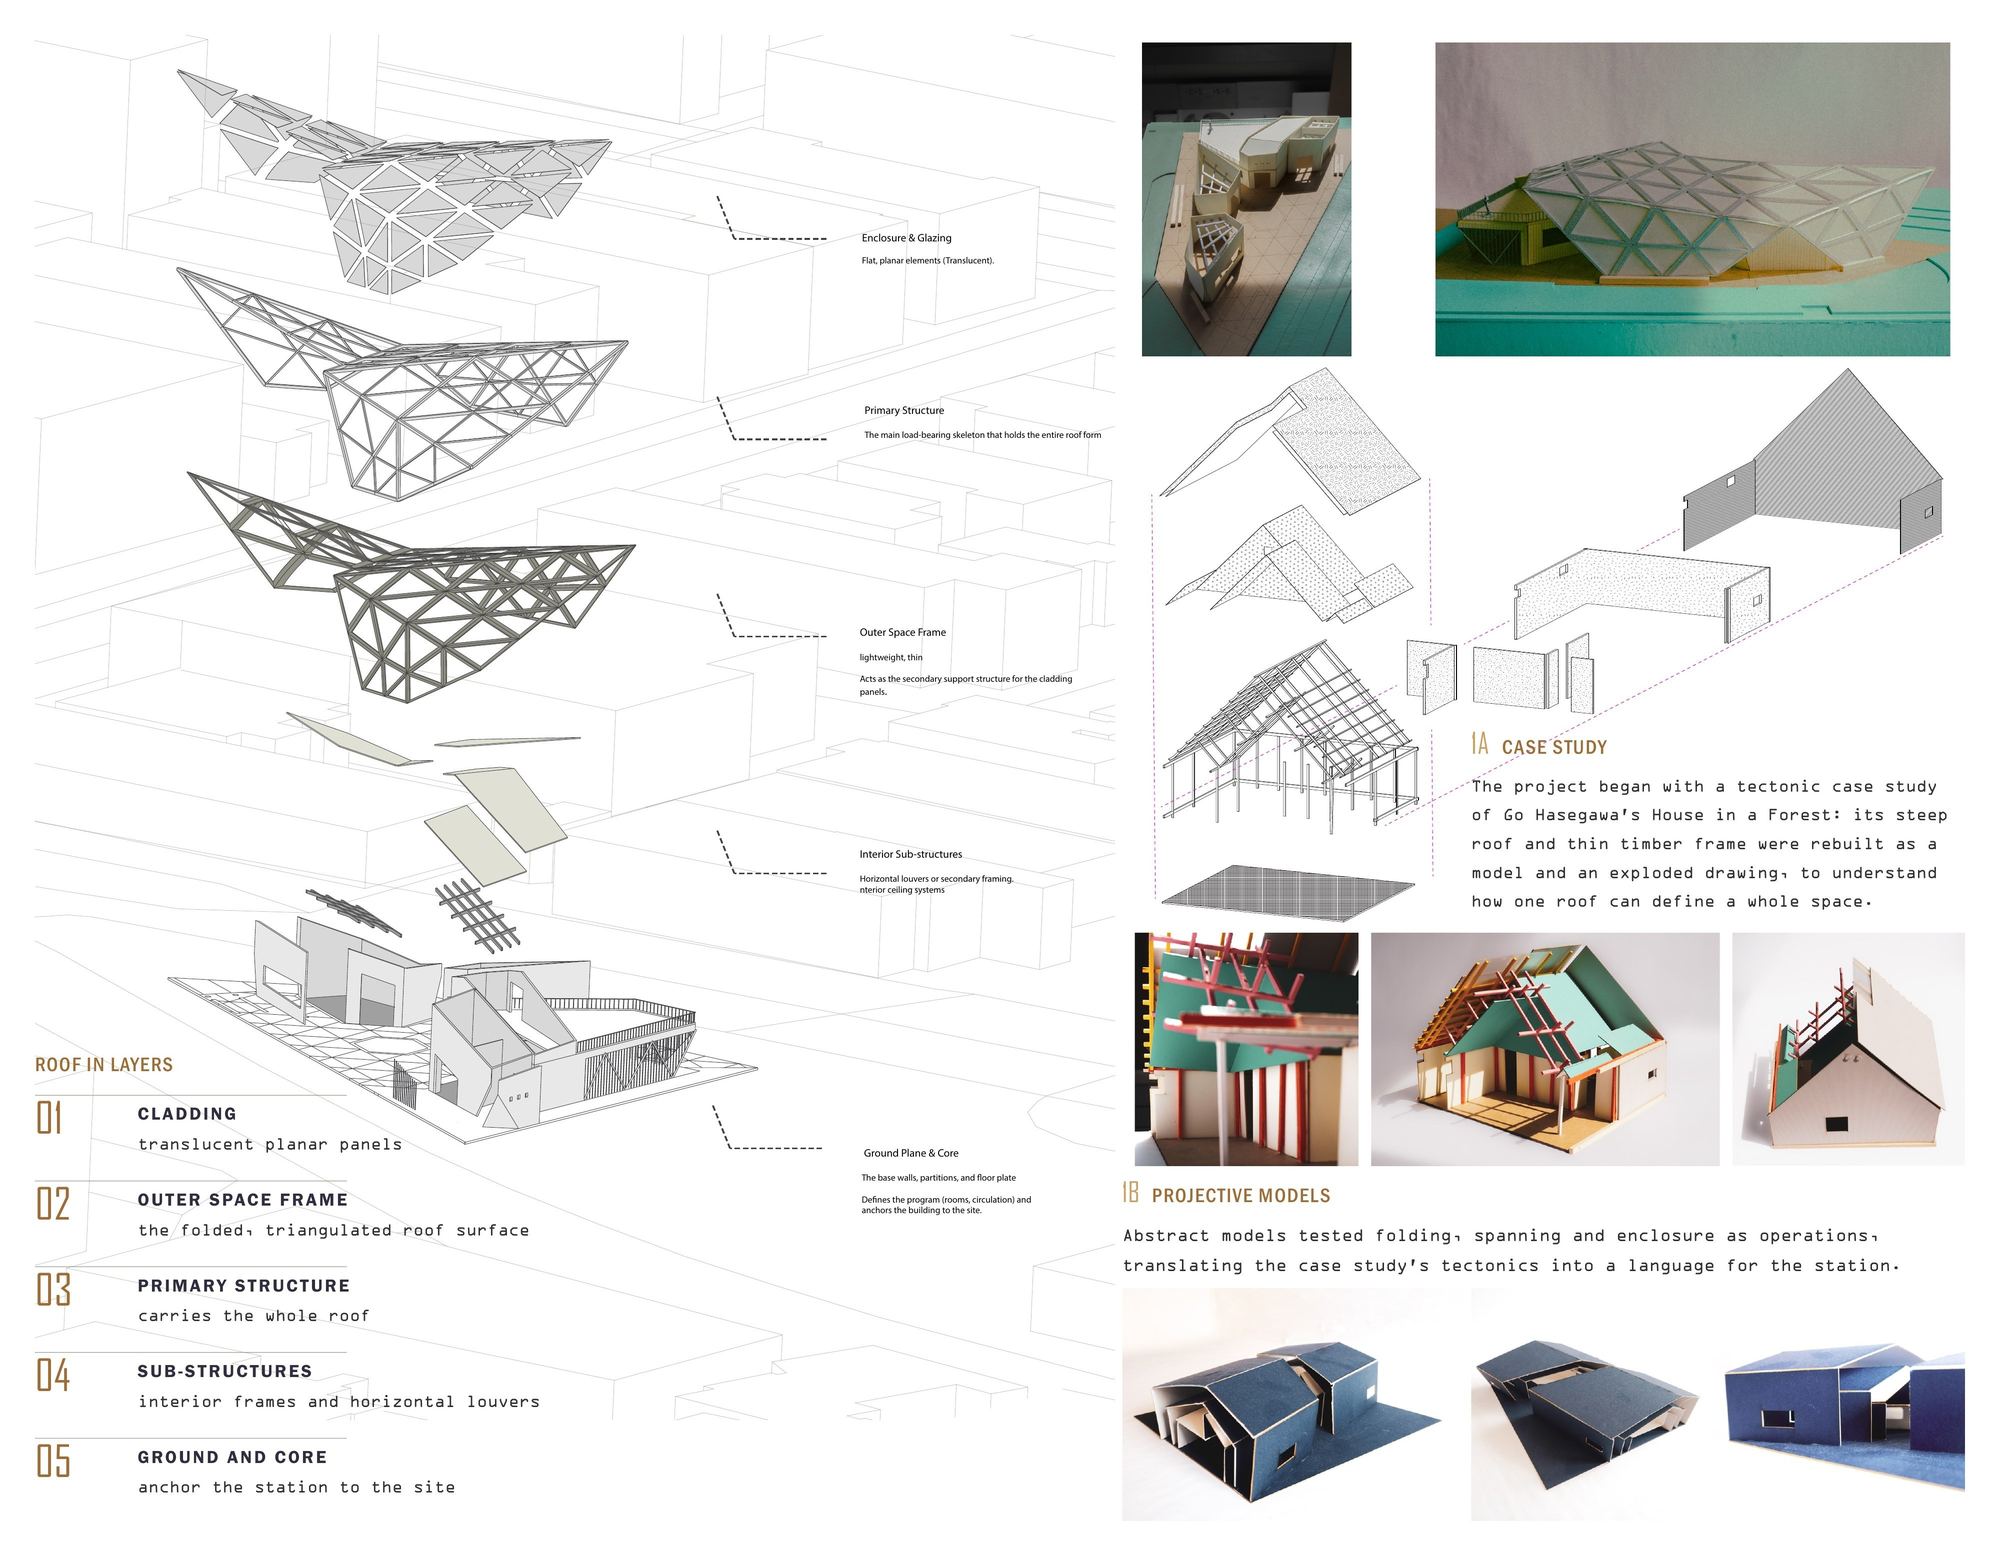 Enclosure & Glazing
Flat, planar elements (Translucent).
Primary Structure
The main load-bearing skeleton that holds the entire roof form
Outer Space Frame
lightweight, thin
Acts as the secondary support structure for the cladding
panels.
Interior Sub-structures
Horizontal louvers or secondary framing.
nterior ceiling systems
Ground Plane & Core
The base walls, partitions, and floor plate
Defines the program (rooms, circulation) and
anchors the building to the site.
ROOF IN LAYERS
01 CLADDING
translucent planar panels
02 OUTER SPACE FRAME
the folded, triangulated roof surface
03 PRIMARY STRUCTURE
carries the whole roof
04 SUB-STRUCTURES
interior frames and horizontal louvers
05 GROUND AND CORE
anchor the station to the site
1A CASE STUDY
The project began with a tectonic case study
of Go Hasegawa's House in a Forest: its steep
roof and thin timber frame were rebuilt as a
model and an exploded drawing, to understand
how one roof can define a whole space.
1B PROJECTIVE MODELS
Abstract models tested folding, spanning and enclosure as operations,
translating the case study's tectonics into a language for the station.